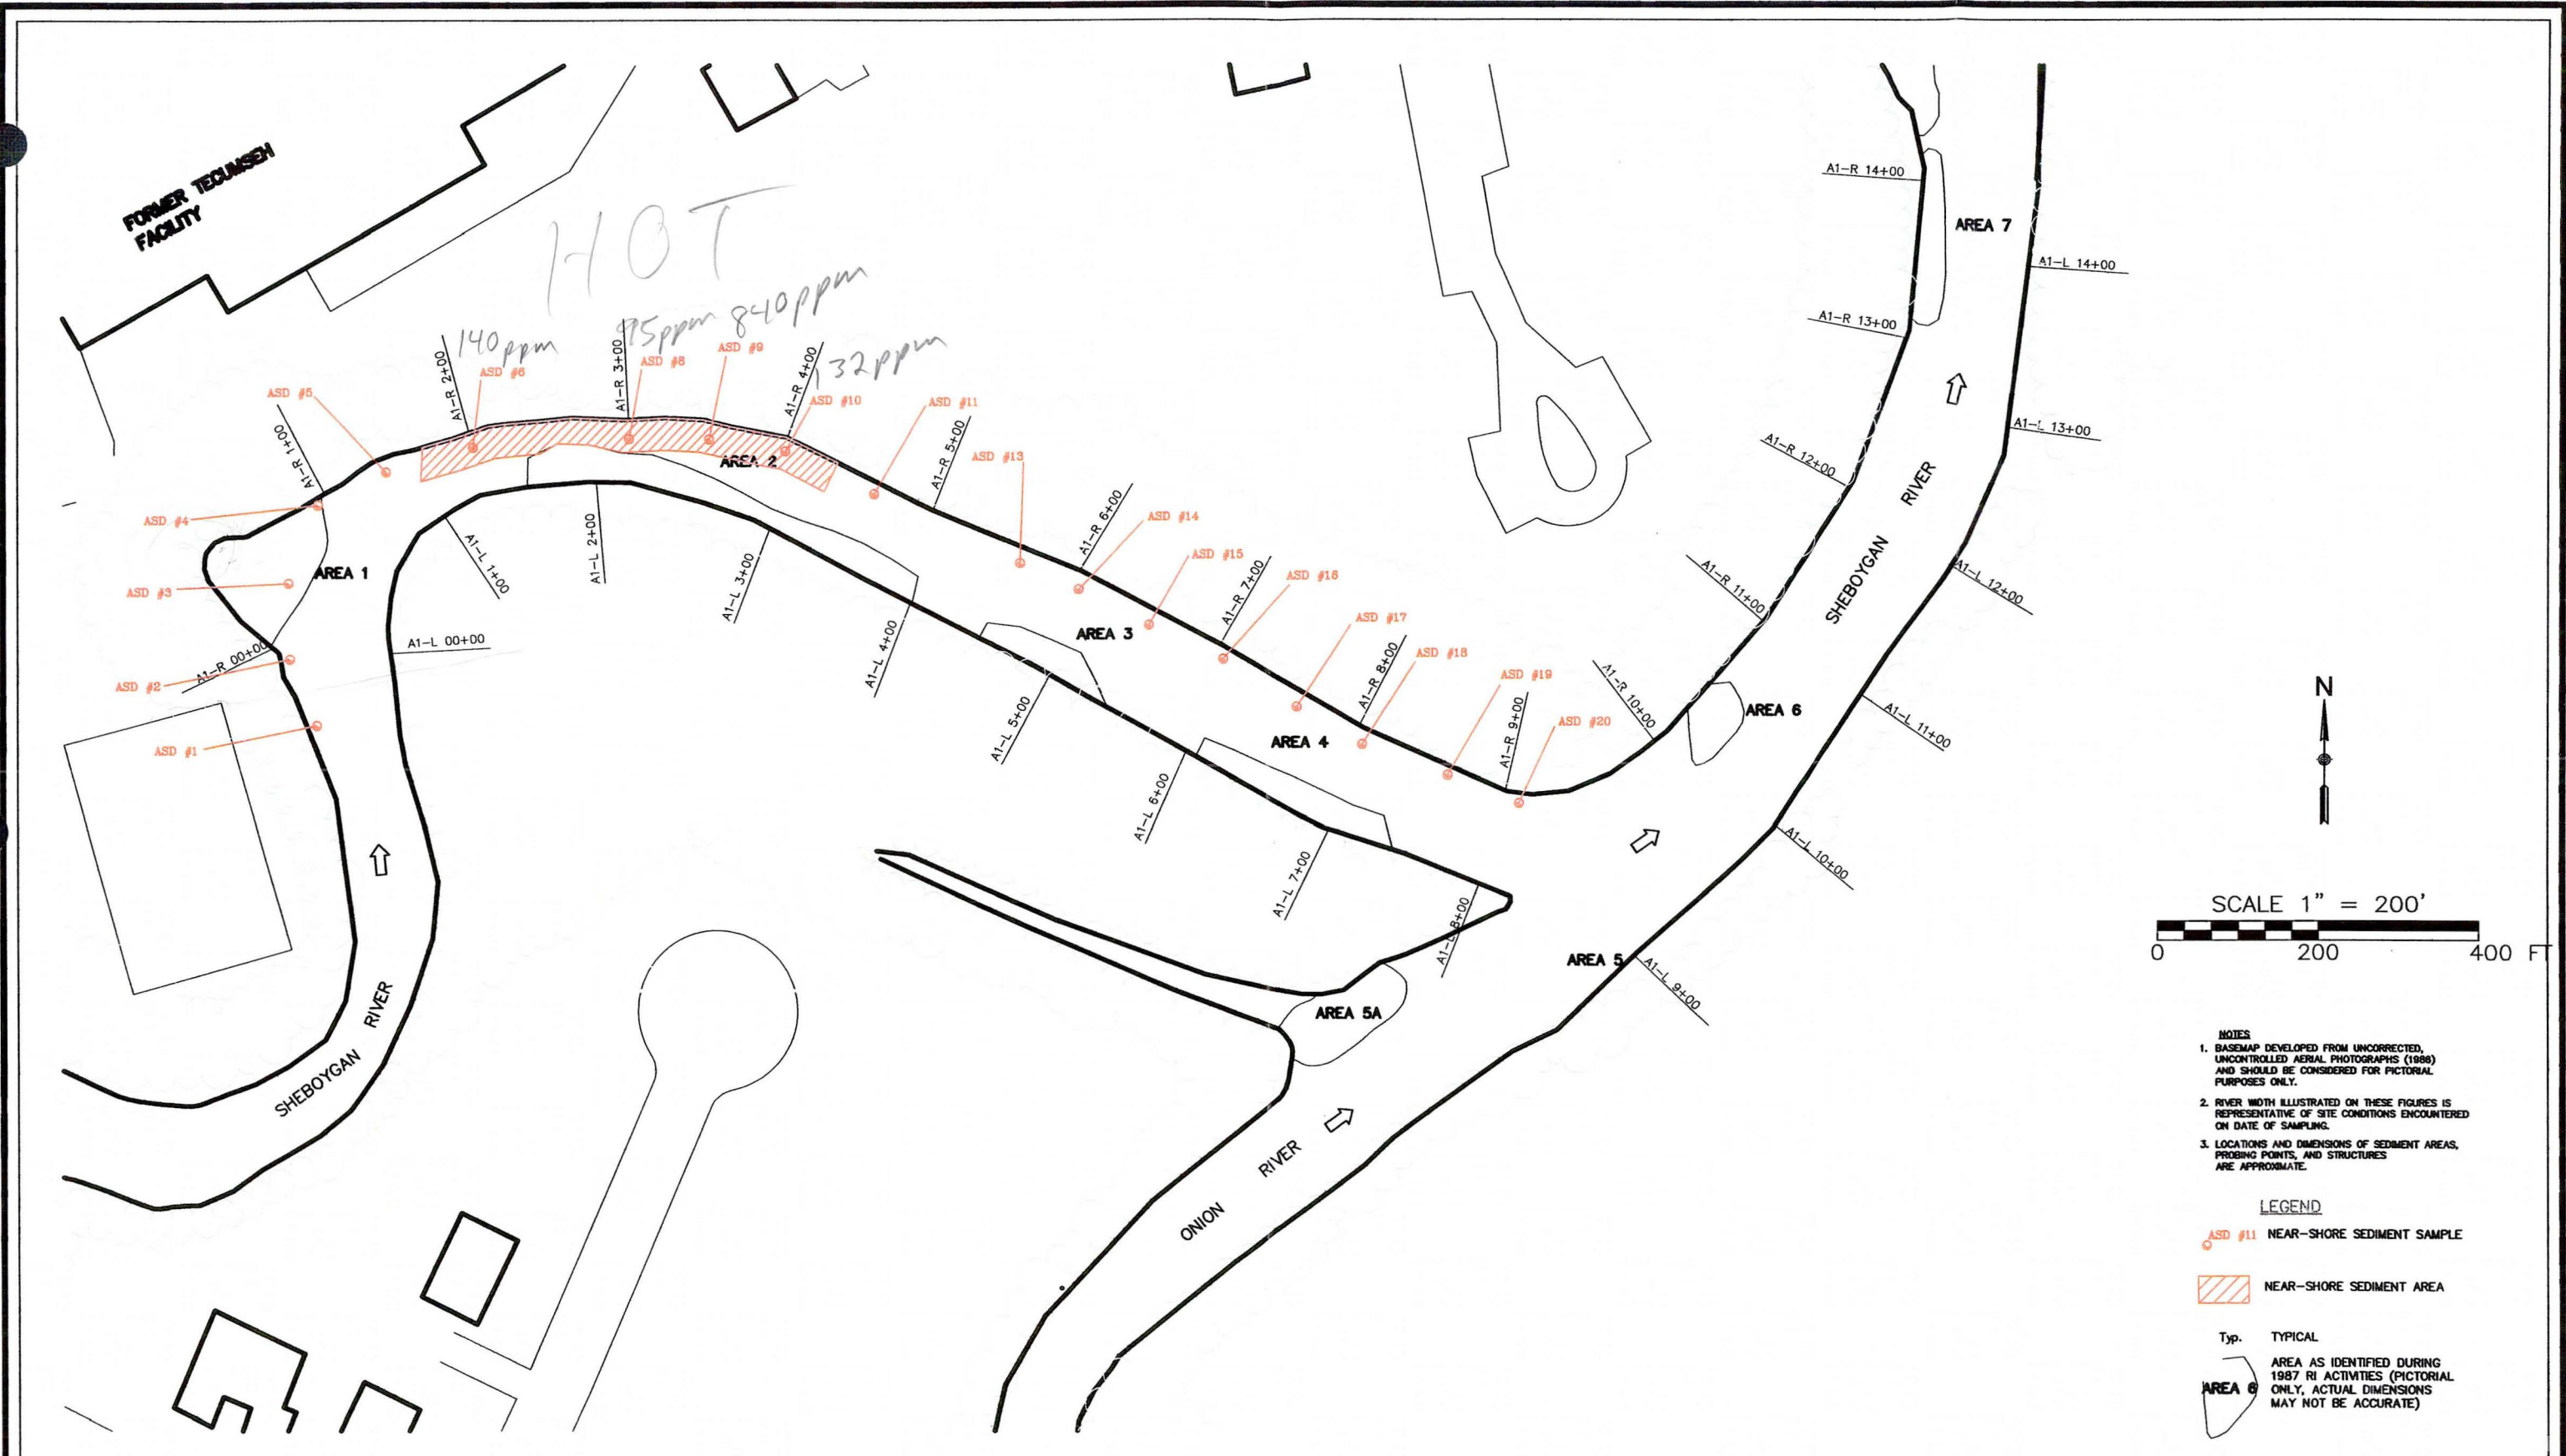 FORMER TECUMSEH
FACILITY
HOT
140 ppm
840 ppm
132 ppm
A1-R 00+00
A1-R 1+00
A1-R 2+00
A1-R 3+00
A1-R 4+00
A1-R 5+00
A1-R 6+00
A1-R 7+00
A1-R 8+00
A1-R 9+00
A1-R 10+00
A1-R 11+00
A1-R 12+00
A1-R 13+00
A1-R 14+00
A1-L 00+00
A1-L 1+00
A1-L 2+00
A1-L 3+00
A1-L 4+00
A1-L 5+00
A1-L 6+00
A1-L 7+00
A1-L 8+00
A1-L 9+00
A1-L 10+00
A1-L 11+00
A1-L 12+00
A1-L 13+00
A1-L 14+00
ASD #1
ASD #2
ASD #3
ASD #4
ASD #5
ASD #6
ASD #8
ASD #9
ASD #10
ASD #11
ASD #13
ASD #14
ASD #15
ASD #16
ASD #17
ASD #18
ASD #19
ASD #20
AREA 1
AREA 2
AREA 3
AREA 4
AREA 5
AREA 5A
AREA 6
AREA 7
SHEBOYGAN RIVER
SHEBOYGAN RIVER
ONION RIVER
N
SCALE 1" = 200'
0 200 400 FT
NOTES
1. BASEMAP DEVELOPED FROM UNCORRECTED,
UNCONTROLLED AERIAL PHOTOGRAPHS (1986)
AND SHOULD BE CONSIDERED FOR PICTORIAL
PURPOSES ONLY.
2. RIVER WIDTH ILLUSTRATED ON THESE FIGURES IS
REPRESENTATIVE OF SITE CONDITIONS ENCOUNTERED
ON DATE OF SAMPLING.
3. LOCATIONS AND DIMENSIONS OF SEDIMENT AREAS,
PROBING POINTS, AND STRUCTURES
ARE APPROXIMATE.
LEGEND
ASD #11 NEAR-SHORE SEDIMENT SAMPLE
NEAR-SHORE SEDIMENT AREA
Typ. TYPICAL
AREA 6
AREA AS IDENTIFIED DURING
1987 RI ACTIVITIES (PICTORIAL
ONLY, ACTUAL DIMENSIONS
MAY NOT BE ACCURATE)